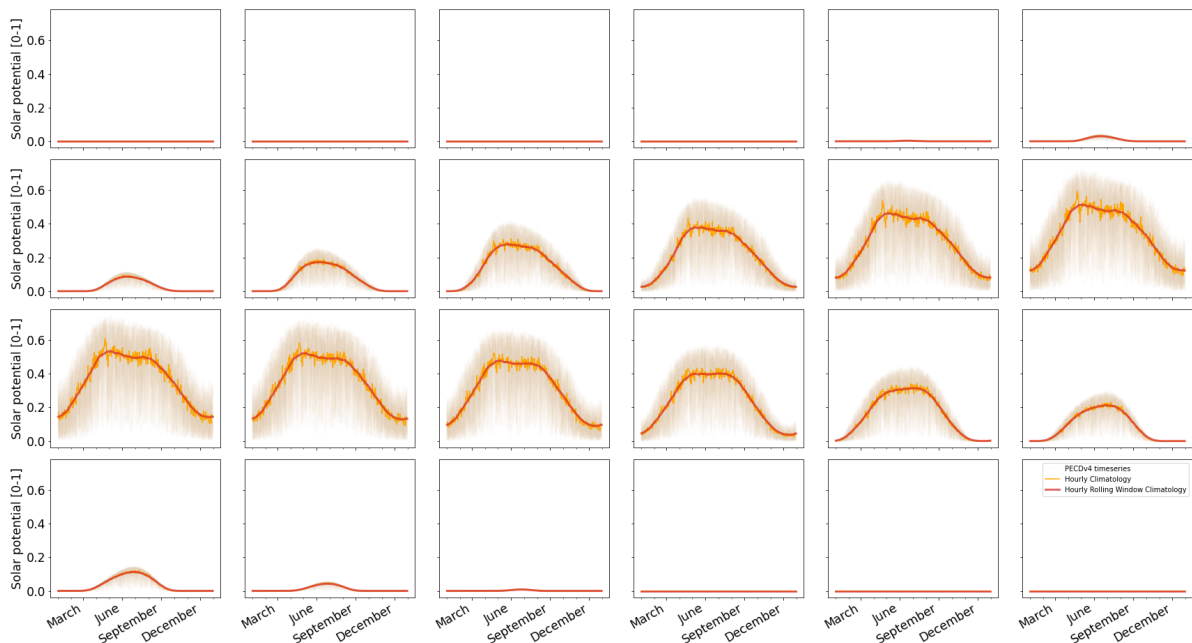 Solar potential [0-1]
0.6
0.4
0.2
0.0
Solar potential [0-1]
0.6
0.4
0.2
0.0
Solar potential [0-1]
0.6
0.4
0.2
0.0
Solar potential [0-1]
0.6
0.4
0.2
0.0
PECDv4 timeseries
Hourly Climatology
Hourly Rolling Window Climatology
March June September December
March June September December
March June September December
March June September December
March June September December
March June September December